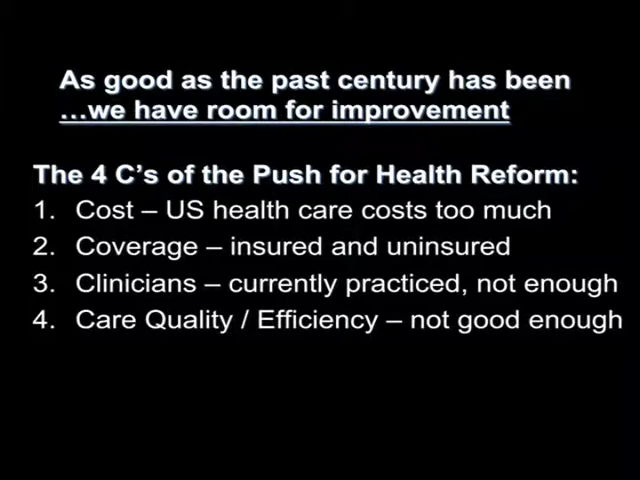 As good as the past century has been
…we have room for improvement
The 4 C’s of the Push for Health Reform:
1. Cost – US health care costs too much
2. Coverage – insured and uninsured
3. Clinicians – currently practiced, not enough
4. Care Quality / Efficiency – not good enough